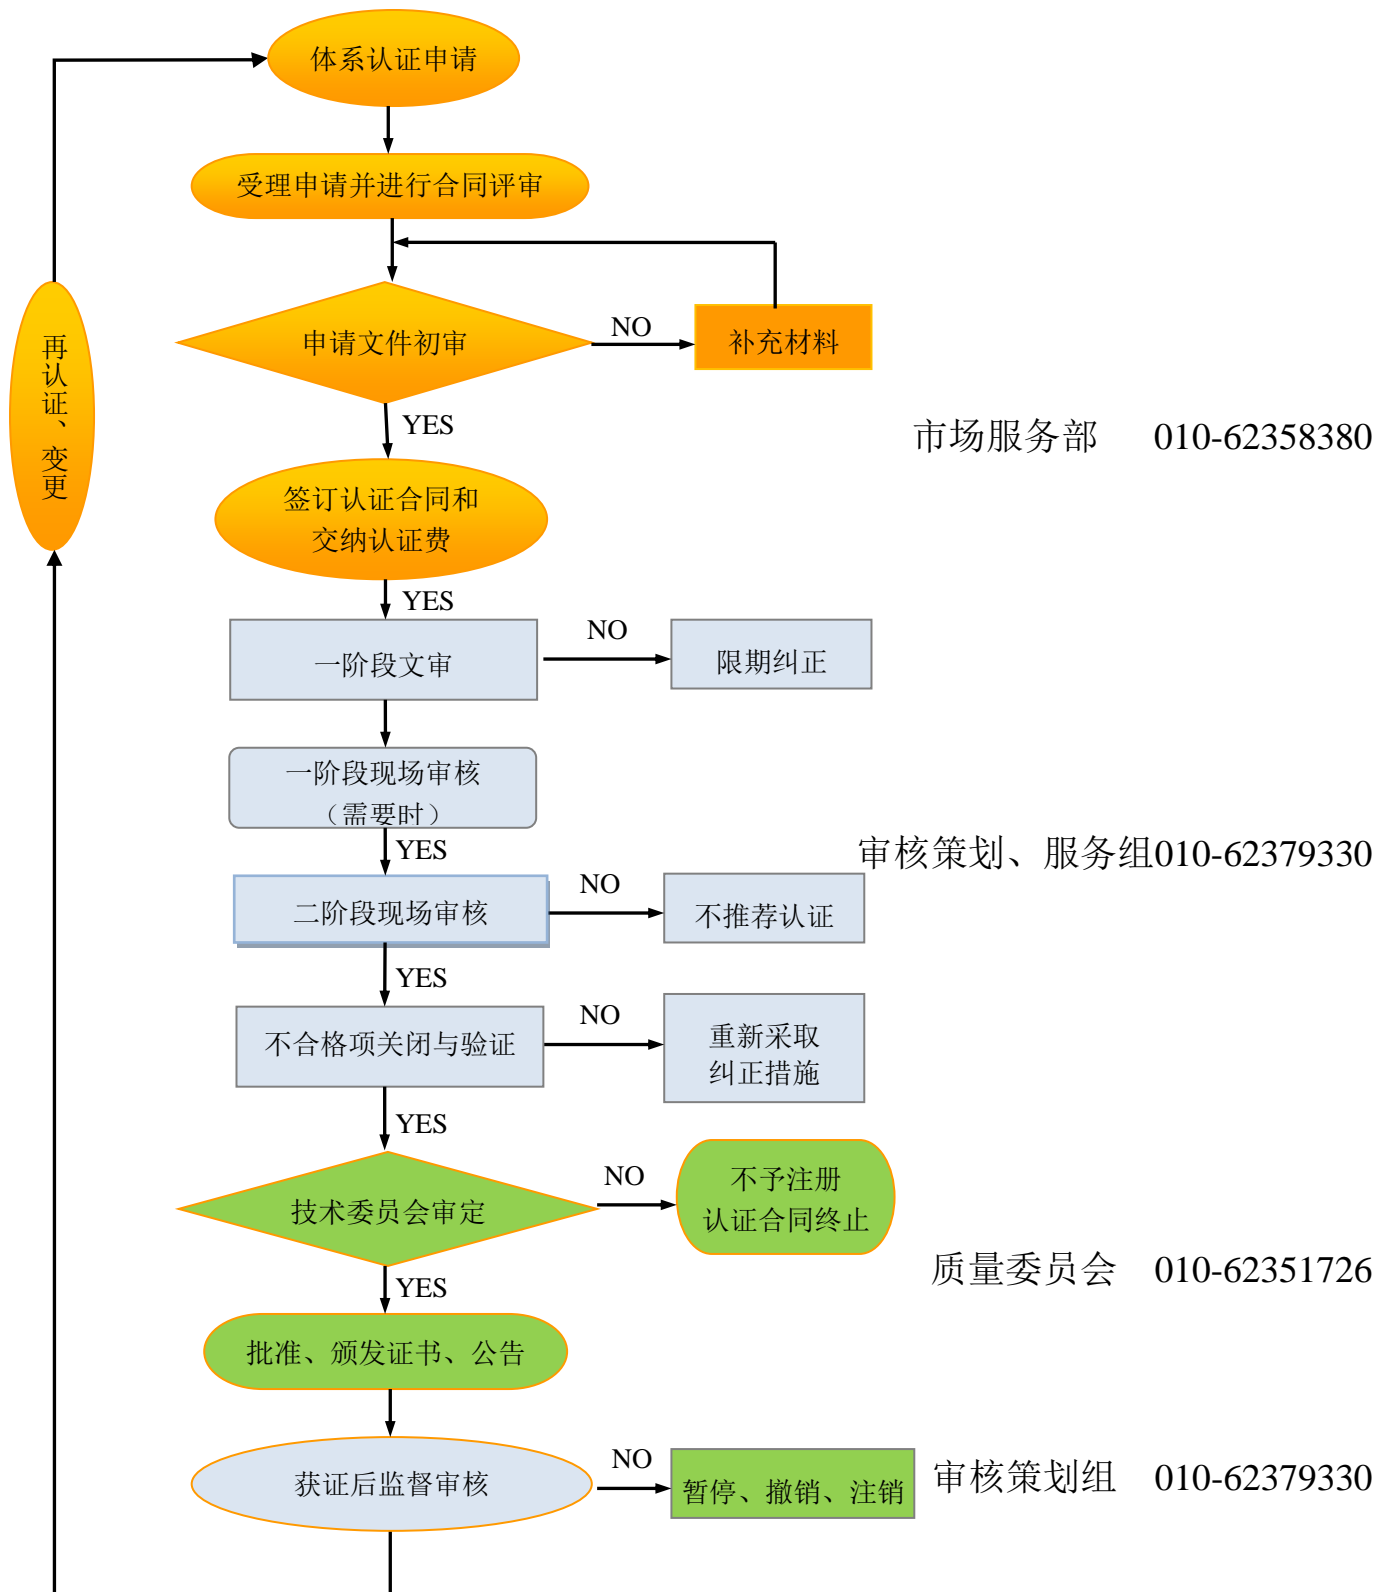 体系认证申请
受理申请并进行合同评审
申请文件初审
NO
补充材料
再认证、变更
YES
市场服务部 010-62358380
签订认证合同和
交纳认证费
YES
一阶段文审
NO
限期纠正
一阶段现场审核
（需要时）
YES
审核策划、服务组010-62379330
二阶段现场审核
NO
不推荐认证
YES
不合格项关闭与验证
NO
重新采取
纠正措施
YES
技术委员会审定
NO
不予注册
认证合同终止
质量委员会 010-62351726
YES
批准、颁发证书、公告
获证后监督审核
NO
暂停、撤销、注销
审核策划组 010-62379330